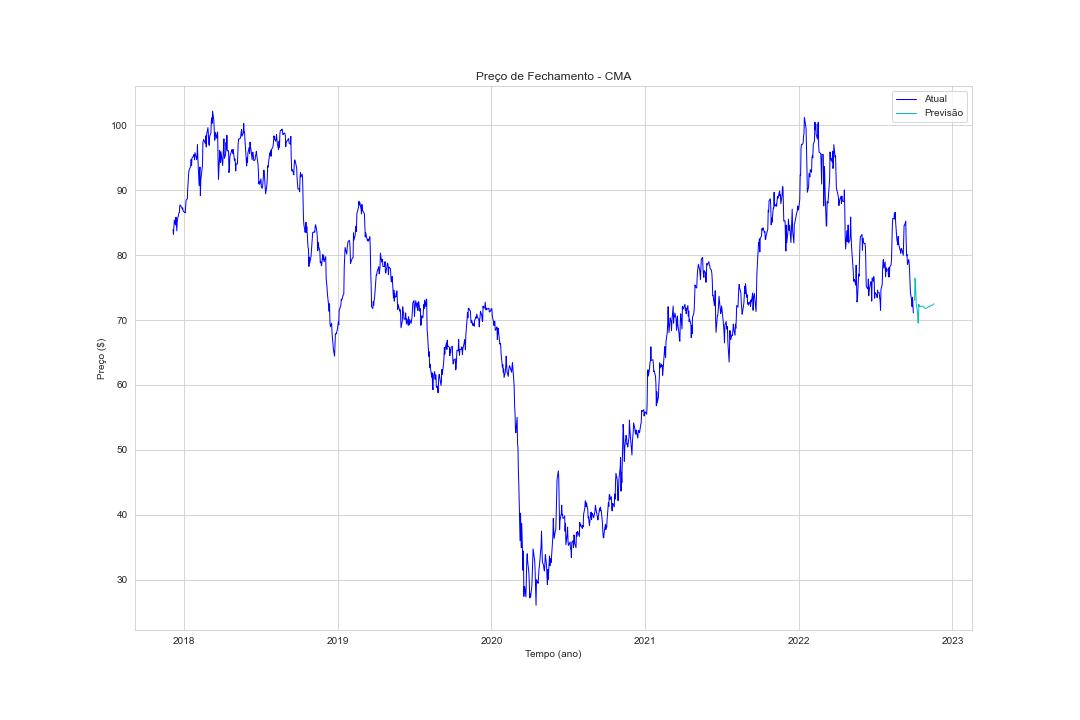 Preço de Fechamento - CMA
Atual
Previsão
100
90
80
70
60
50
40
30
Preço ($)
2018 2019 2020 2021 2022 2023
Tempo (ano)